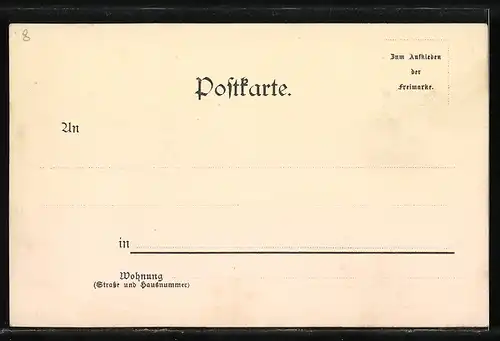 8
Zum Aufkleben
der
Freimarke.
Poſtkarte.
An
in
Wohnung
(Straße und Hausnummer)